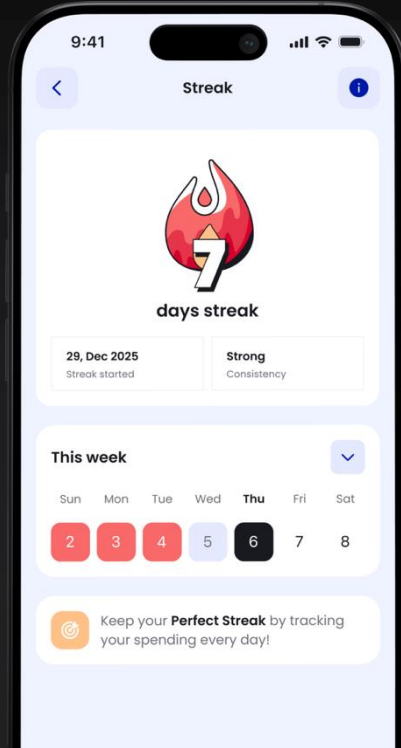 9:41
Streak
7
days streak
29, Dec 2025
Streak started
Strong
Consistency
This week
Sun Mon Tue Wed Thu Fri Sat
2 3 4 5 6 7 8
Keep your Perfect Streak by tracking
your spending every day!